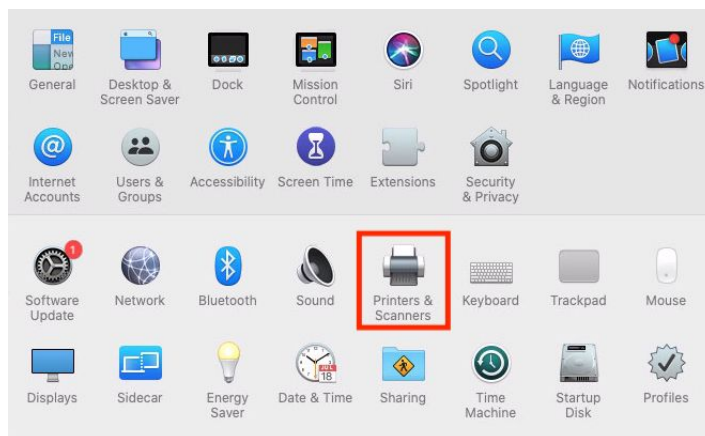 File
New
Ope
General
Desktop &
Screen Saver
Dock
Mission
Control
Siri
Spotlight
Language
& Region
Notifications
Internet
Accounts
Users &
Groups
Accessibility
Screen Time
Extensions
Security
& Privacy
1
Software
Update
Network
Bluetooth
Sound
Printers &
Scanners
Keyboard
Trackpad
Mouse
Displays
Sidecar
Energy
Saver
JUL
18
Date & Time
Sharing
Time
Machine
Startup
Disk
Profiles